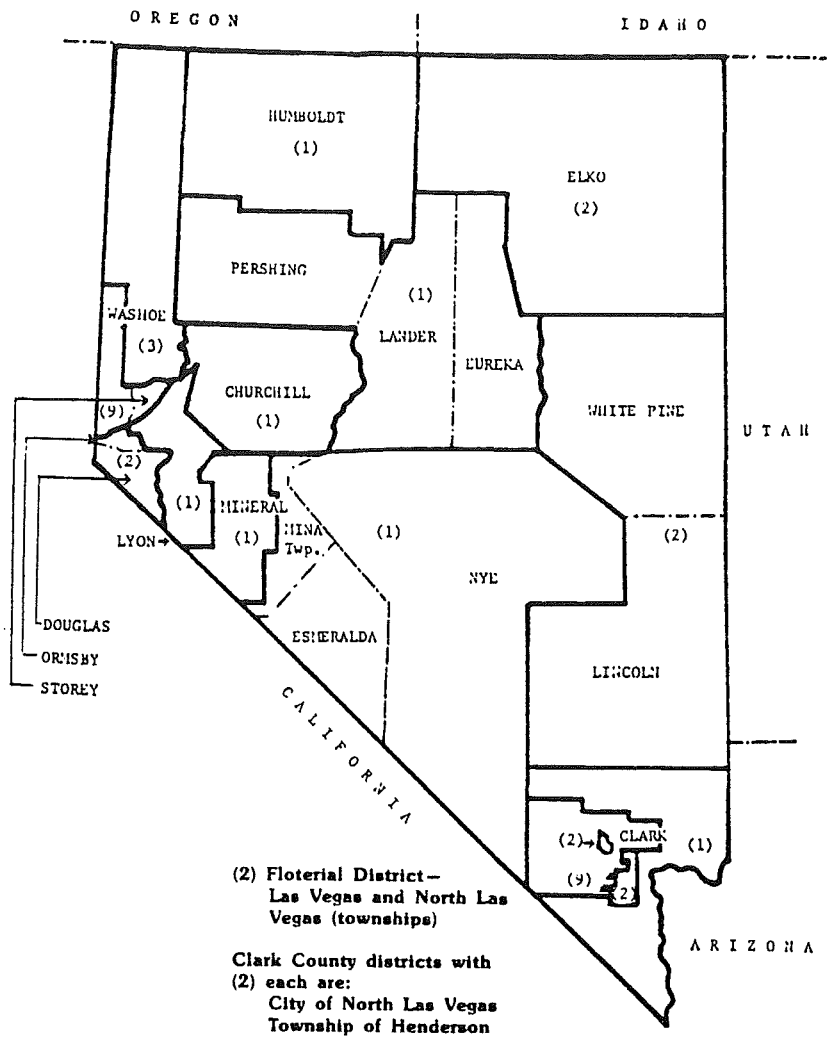 OREGON
IDAHO
HUMBOLDT
(1)
ELKO
(2)
PERSHING
(1)
WASHOE
(3)
LANDER
EUREKA
CHURCHILL
(1)
WHITE PINE
(9)
UTAH
(2)
(1)
MINERAL
(1)
MINA
Twp.
(1)
(2)
LYON
NYE
DOUGLAS
ESMERALDA
ORMSBY
LINCOLN
STOREY
CALIFORNIA
(2)
CLARK
(1)
(9)
(2)
(2) Floterial District—
Las Vegas and North Las
Vegas (townships)
ARIZONA
Clark County districts with
(2) each are:
City of North Las Vegas
Township of Henderson